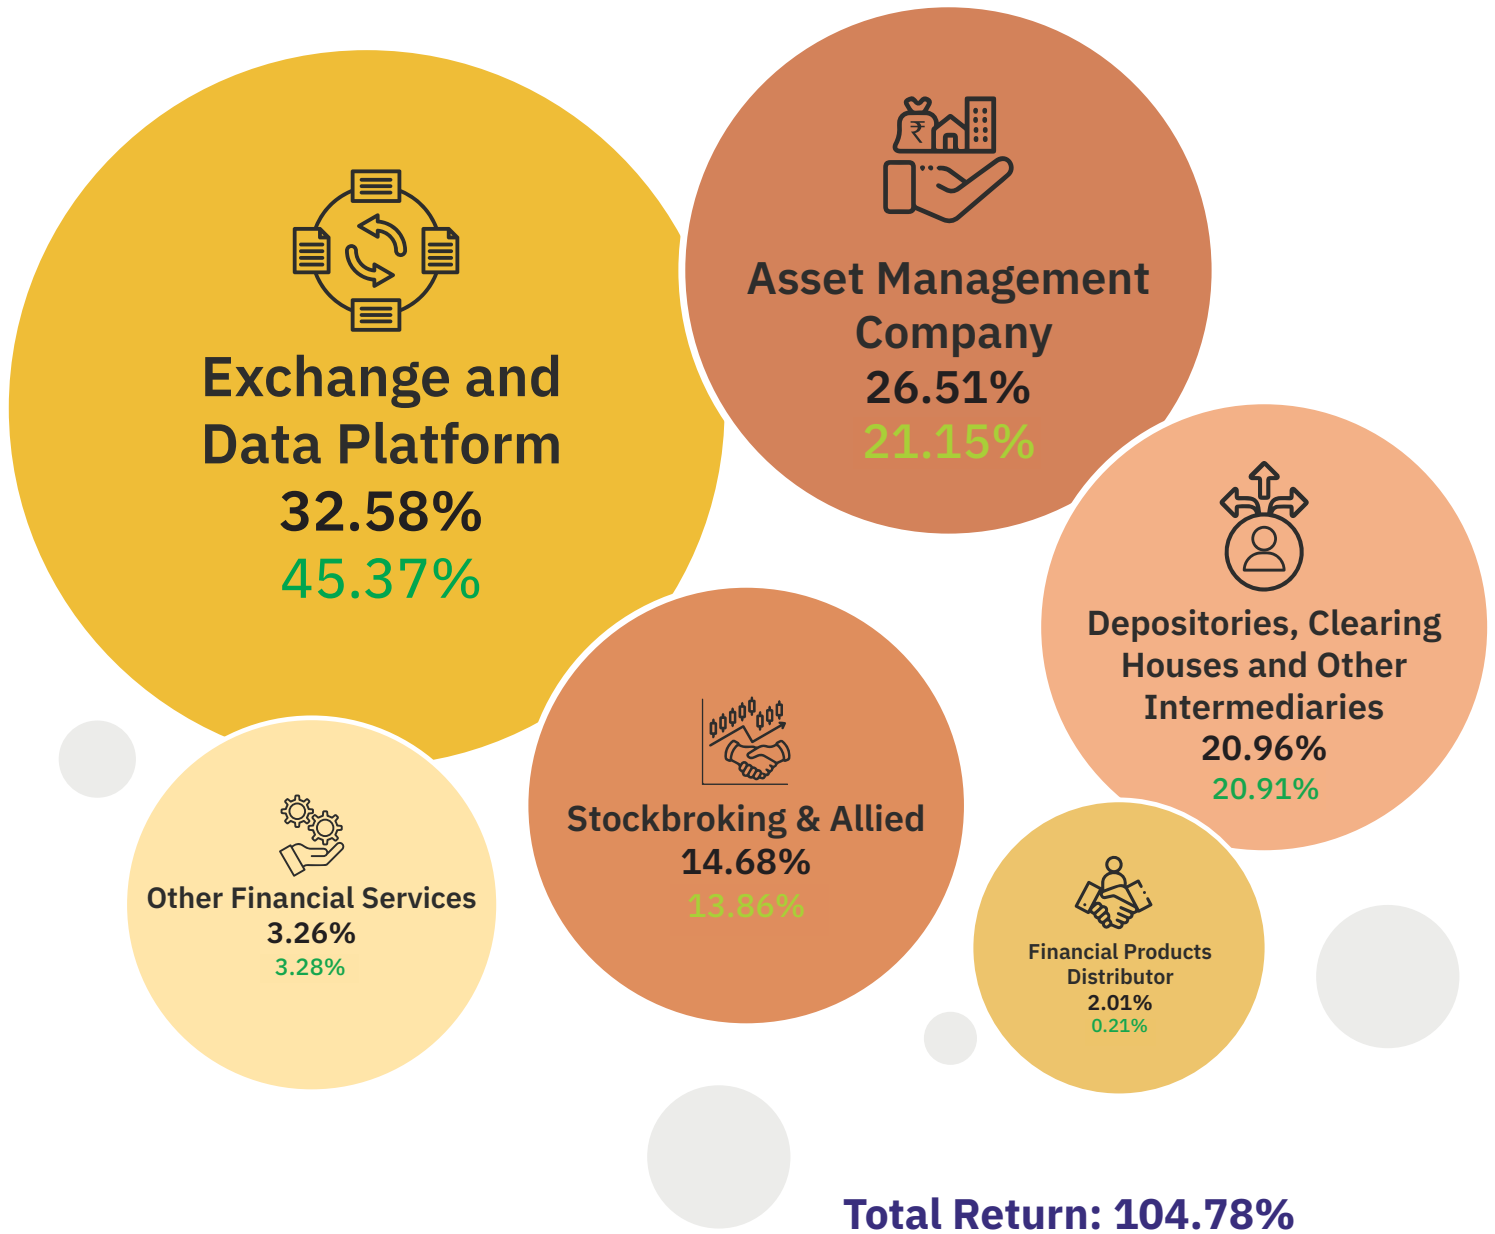 Exchange and
Data Platform
32.58%
45.37%
₹
Asset Management
Company
26.51%
21.15%
Depositories, Clearing
Houses and Other
Intermediaries
20.96%
20.91%
Stockbroking & Allied
14.68%
13.86%
Other Financial Services
3.26%
3.28%
Financial Products
Distributor
2.01%
0.21%
Total Return: 104.78%